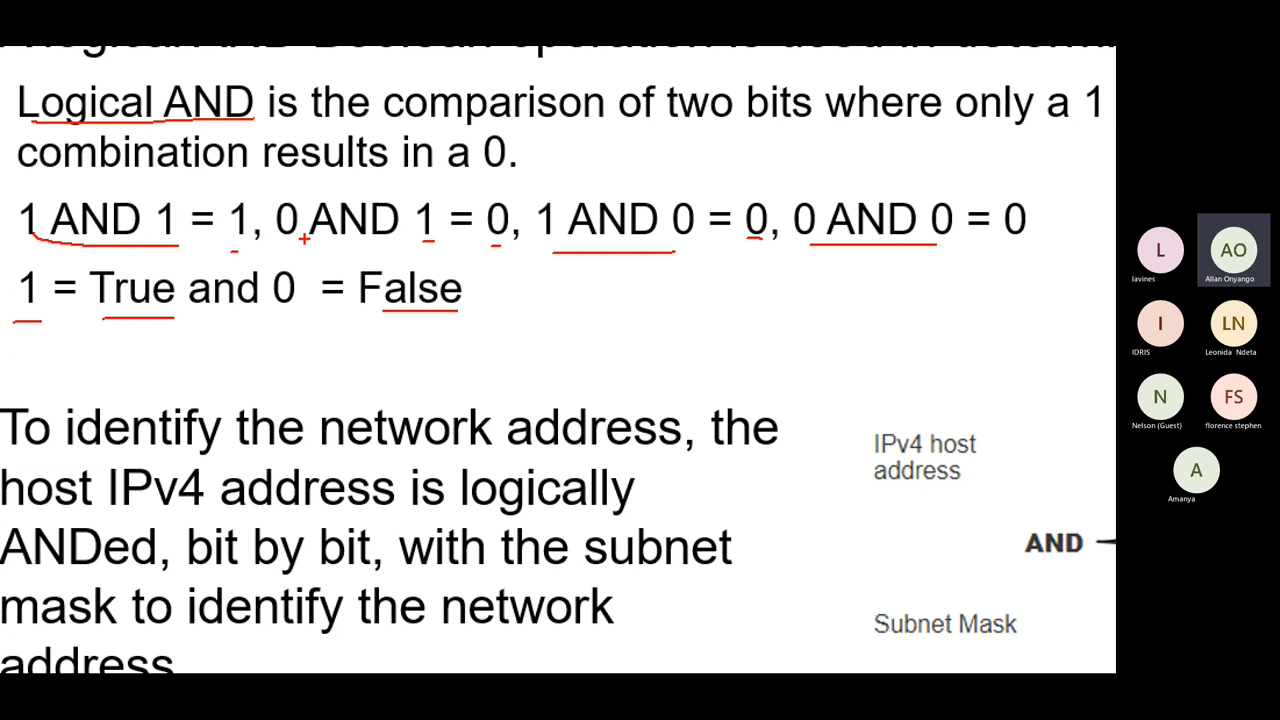 Logical AND is the comparison of two bits where only a 1
combination results in a 0.
1 AND 1 = 1, 0 AND 1 = 0, 1 AND 0 = 0, 0 AND 0 = 0
1 = True and 0 = False
To identify the network address, the
host IPv4 address is logically
ANDed, bit by bit, with the subnet
mask to identify the network
address
IPv4 host
address
AND
Subnet Mask
L
lavines
AO
Allan Onyango
I
IDRIS
LN
Leonida Ndeta
N
Nelson (Guest)
FS
florence stephen
A
Amanya